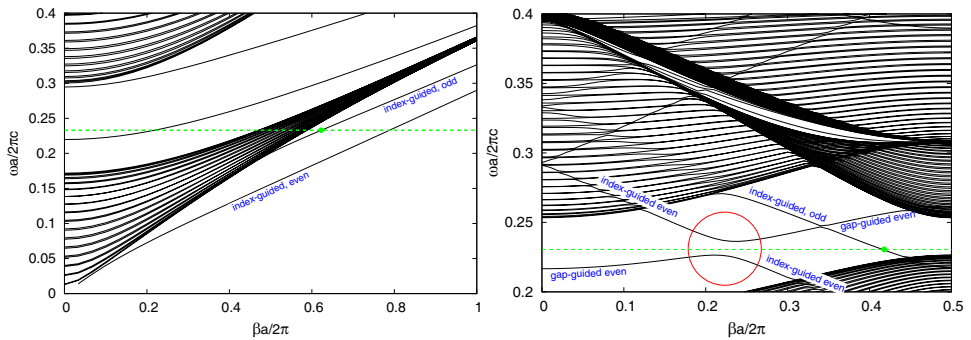 0.4
0.35
0.3
0.25
0.2
0.15
0.1
0.05
0
ωa/2πc
index-guided, odd
index-guided, even
0
0.2
0.4
0.6
0.8
1
βa/2π
0.4
0.35
0.3
0.25
0.2
ωa/2πc
index-guided even
index-guided, odd
gap-guided even
gap-guided even
index-guided even
0
0.1
0.2
0.3
0.4
0.5
βa/2π